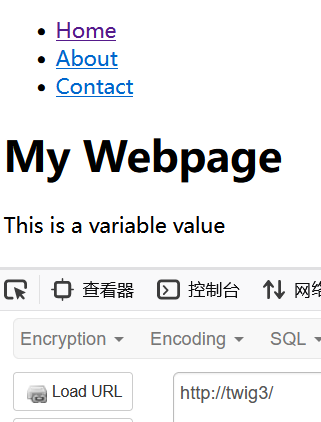 Home
About
Contact
My Webpage
This is a variable value
查看器 控制台 网络
Encryption Encoding SQL
Load URL http://twig3/